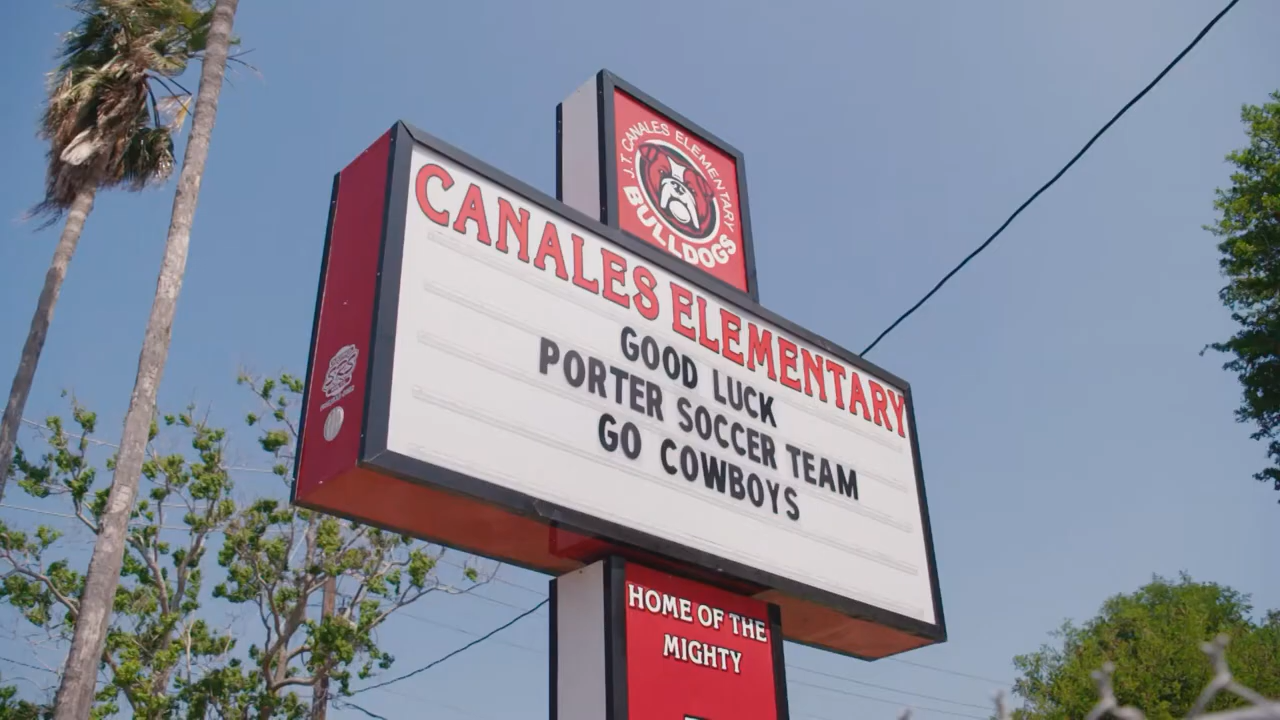 J. T. CANALES ELEMENTARY
BULLDOGS
CANALES ELEMENTARY
GOOD LUCK
PORTER SOCCER TEAM
GO COWBOYS
HOME OF THE
MIGHTY